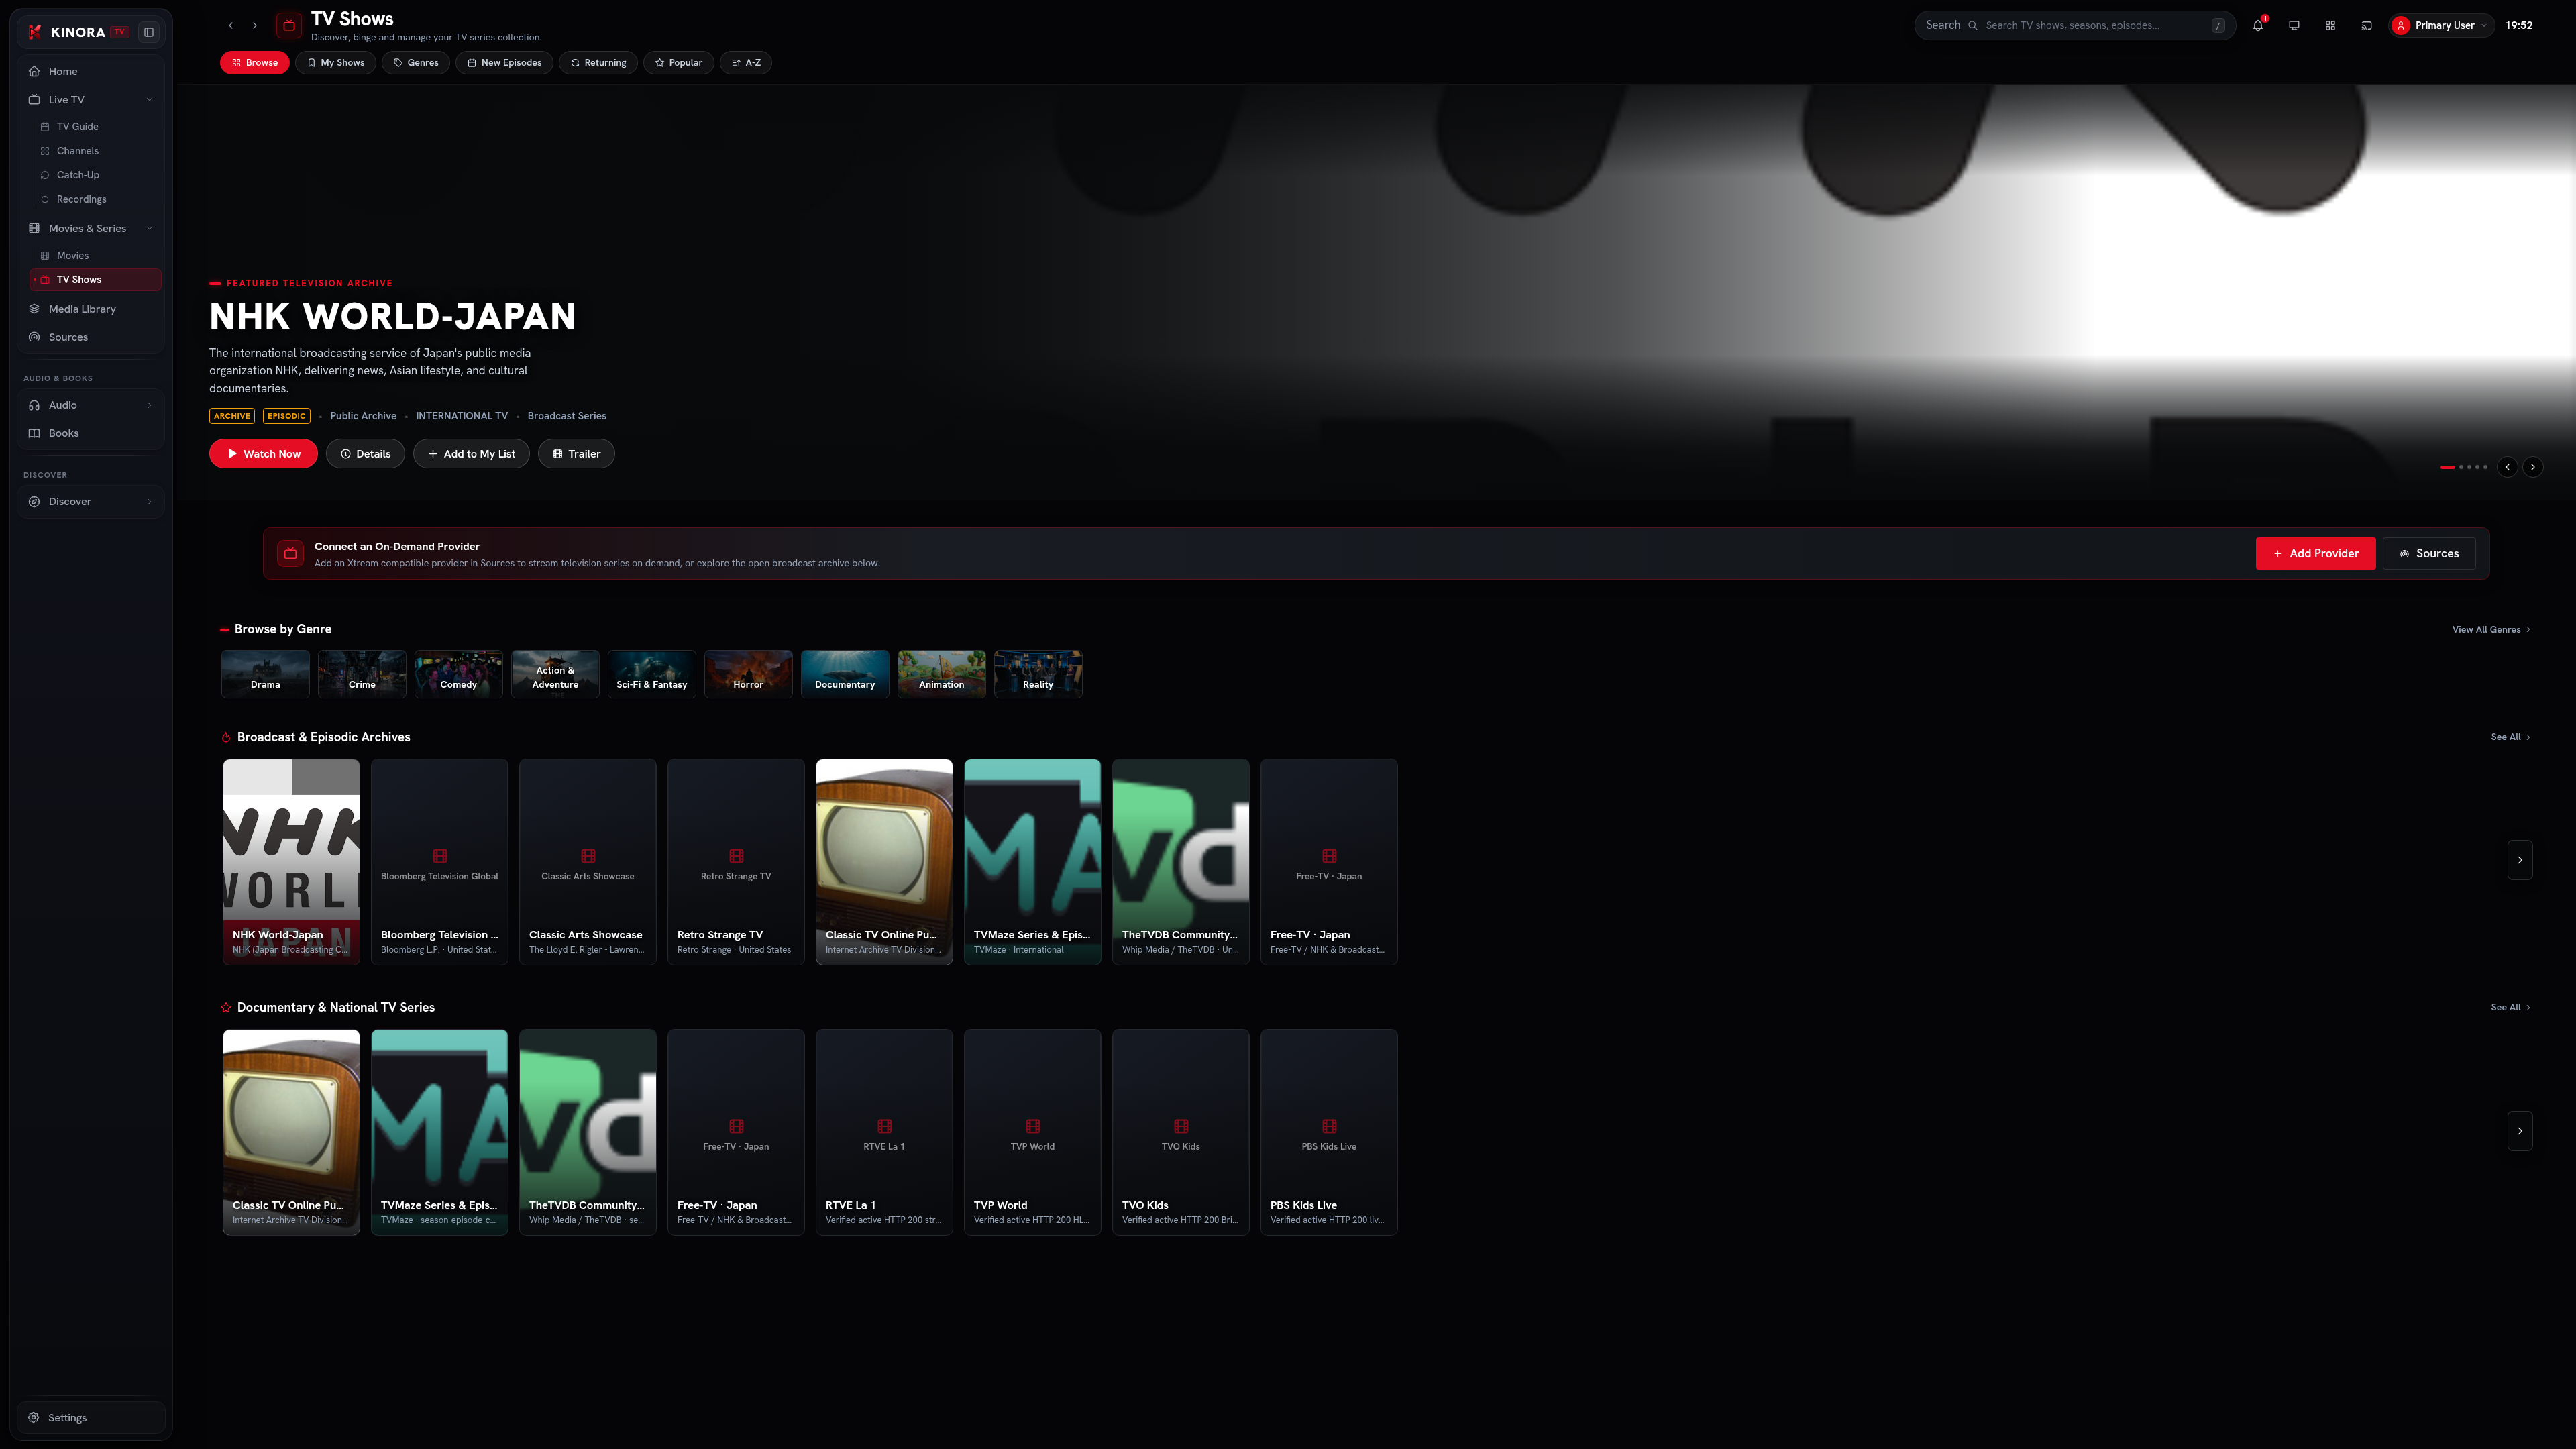 KINORA TV
Home
Live TV
TV Guide
Channels
Catch-Up
Recordings
Movies & Series
Movies
TV Shows
Media Library
Sources
AUDIO & BOOKS
Audio
Books
DISCOVER
Discover
Settings
TV Shows
Discover, binge and manage your TV series collection.
Search Search TV shows, seasons, episodes... /
1
Primary User
19:52
Browse
My Shows
Genres
New Episodes
Returning
Popular
A-Z
FEATURED TELEVISION ARCHIVE
NHK WORLD-JAPAN
The international broadcasting service of Japan's public media
organization NHK, delivering news, Asian lifestyle, and cultural
documentaries.
ARCHIVE EPISODIC • Public Archive • INTERNATIONAL TV • Broadcast Series
Watch Now
Details
Add to My List
Trailer
Connect an On-Demand Provider
Add an Xtream compatible provider in Sources to stream television series on demand, or explore the open broadcast archive below.
Add Provider
Sources
Browse by Genre
View All Genres
Drama
Crime
Comedy
Action &
Adventure
Sci-Fi & Fantasy
Horror
Documentary
Animation
Reality
Broadcast & Episodic Archives
See All
NHK
WORLD
JAPAN
NHK World-Japan
NHK (Japan Broadcasting C...
Bloomberg Television Global
Bloomberg Television ...
Bloomberg L.P. · United Stat...
Classic Arts Showcase
Classic Arts Showcase
The Lloyd E. Rigler - Lawren...
Retro Strange TV
Retro Strange TV
Retro Strange · United States
Classic TV Online Pu...
Internet Archive TV Division...
MA
TVMaze Series & Epis...
TVMaze · International
vd
TheTVDB Community...
Whip Media / TheTVDB · Un...
Free-TV · Japan
Free-TV · Japan
Free-TV / NHK & Broadcast...
Documentary & National TV Series
See All
Classic TV Online Pu...
Internet Archive TV Division...
MA
TVMaze Series & Epis...
TVMaze · season-episode-c...
vd
TheTVDB Community...
Whip Media / TheTVDB · se...
Free-TV · Japan
Free-TV · Japan
Free-TV / NHK & Broadcast...
RTVE La 1
RTVE La 1
Verified active HTTP 200 str...
TVP World
TVP World
Verified active HTTP 200 HL...
TVO Kids
TVO Kids
Verified active HTTP 200 Bri...
PBS Kids Live
PBS Kids Live
Verified active HTTP 200 liv...